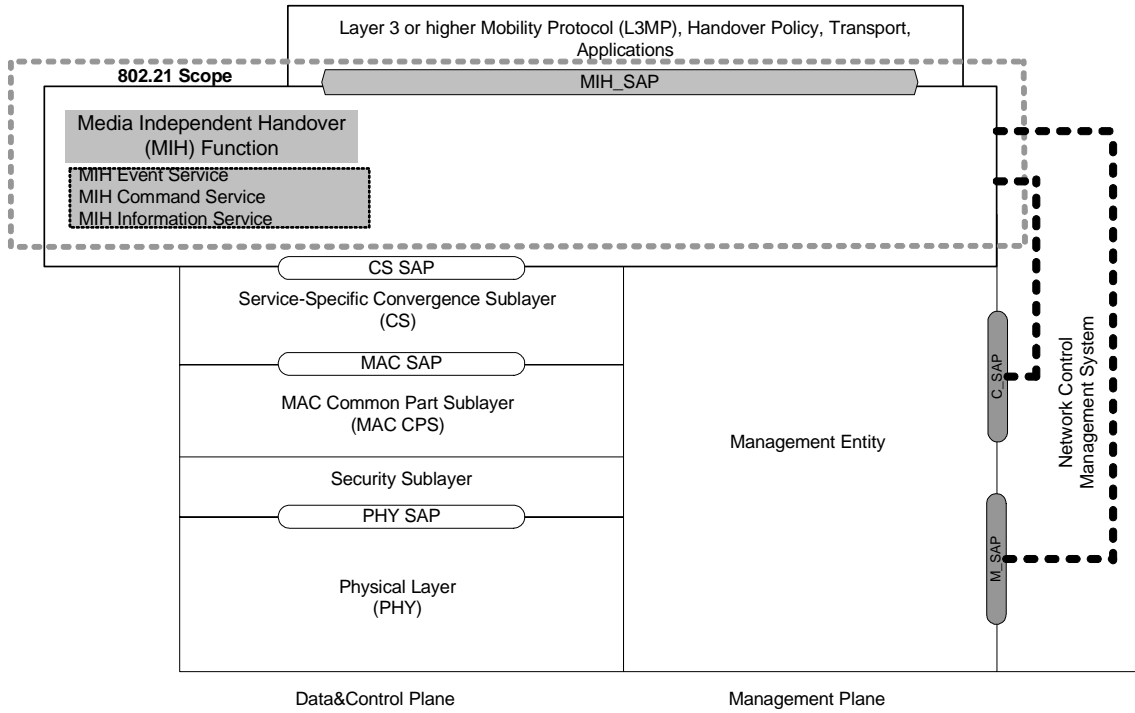 Layer 3 or higher Mobility Protocol (L3MP), Handover Policy, Transport,
Applications
802.21 Scope
MIH_SAP
Media Independent Handover
(MIH) Function
MIH Event Service
MIH Command Service
MIH Information Service
CS SAP
Service-Specific Convergence Sublayer
(CS)
MAC SAP
MAC Common Part Sublayer
(MAC CPS)
Security Sublayer
PHY SAP
Physical Layer
(PHY)
Management Entity
C_SAP
M_SAP
Network Control
Management System
Data&Control Plane
Management Plane